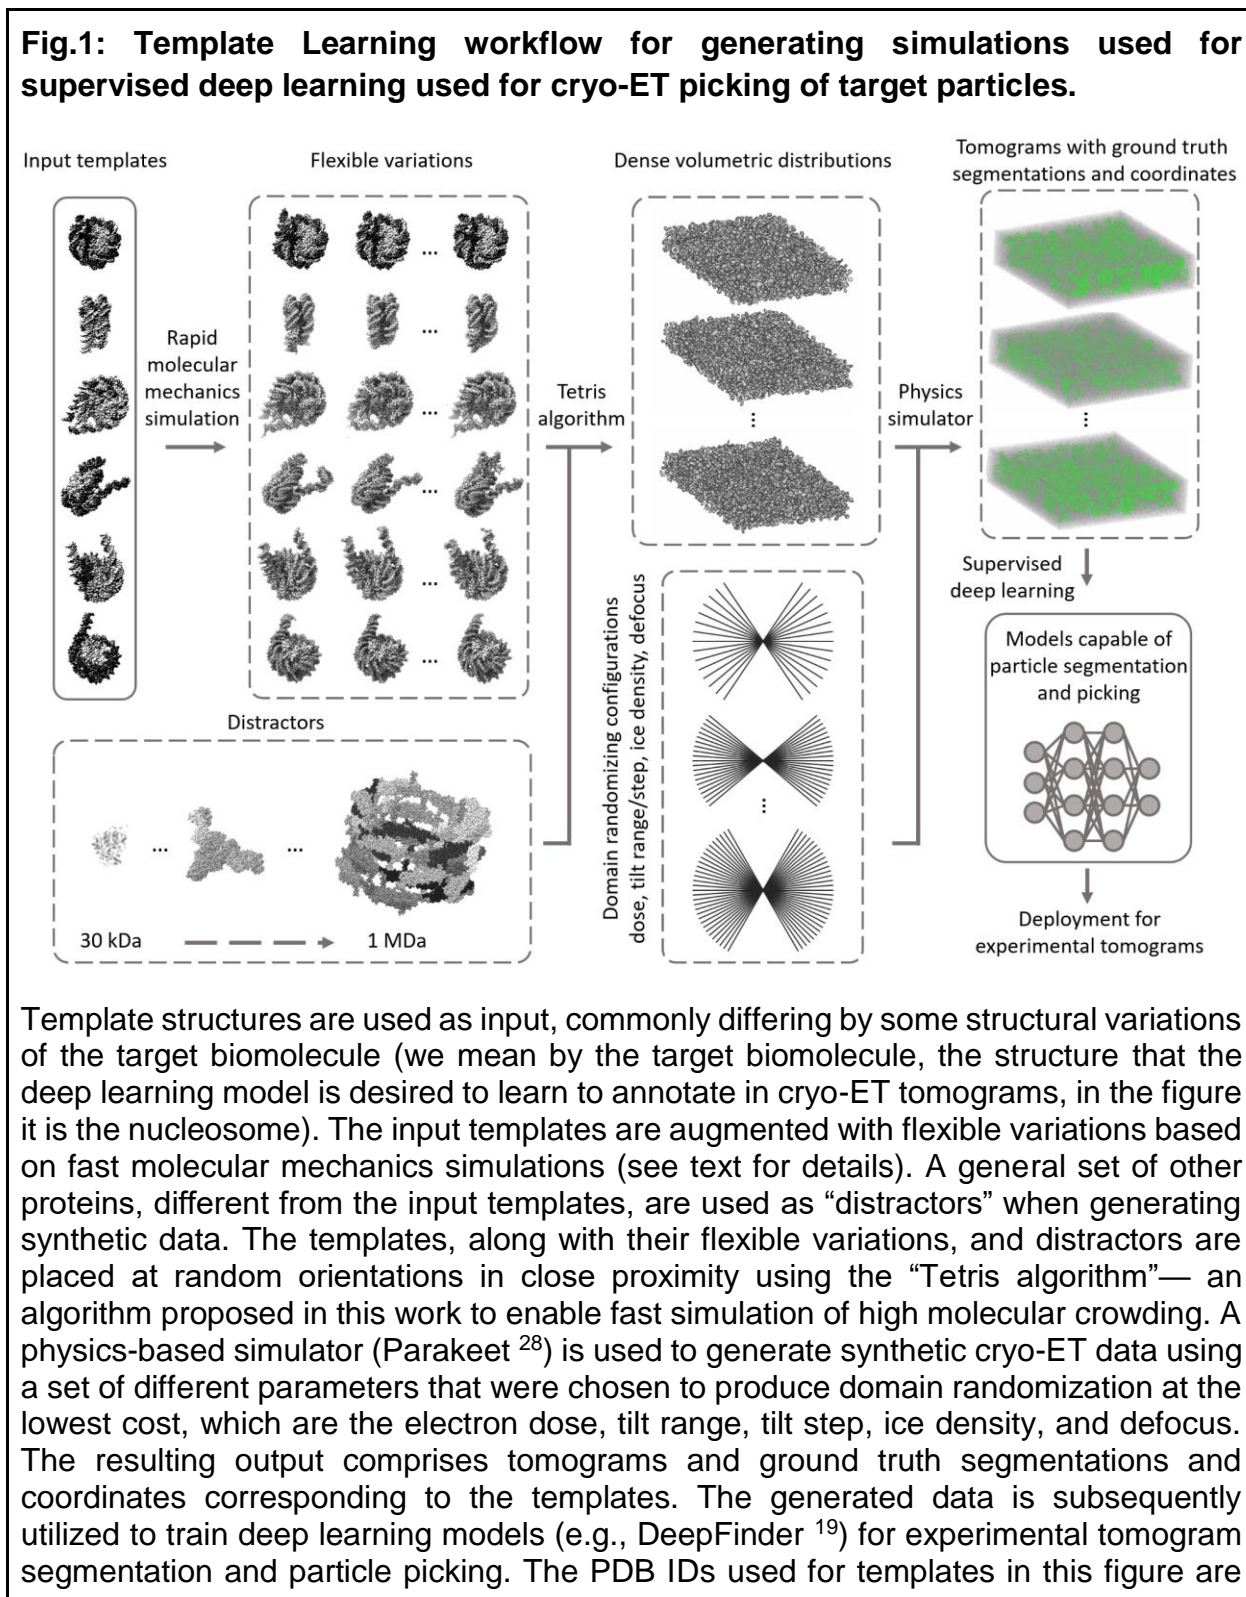 Fig.1: Template Learning workflow for generating simulations used for
supervised deep learning used for cryo-ET picking of target particles.
Input templates
Flexible variations
Dense volumetric distributions
Tomograms with ground truth
segmentations and coordinates
Rapid
molecular
mechanics
simulation
...
...
...
...
...
...
Tetris
algorithm
...
Physics
simulator
...
Supervised
deep learning
Models capable of
particle segmentation
and picking
Deployment for
experimental tomograms
Distractors
...
...
30 kDa
1 MDa
Domain randomizing configurations
dose, tilt range/step, ice density, defocus
...
Template structures are used as input, commonly differing by some structural variations
of the target biomolecule (we mean by the target biomolecule, the structure that the
deep learning model is desired to learn to annotate in cryo-ET tomograms, in the figure
it is the nucleosome). The input templates are augmented with flexible variations based
on fast molecular mechanics simulations (see text for details). A general set of other
proteins, different from the input templates, are used as “distractors” when generating
synthetic data. The templates, along with their flexible variations, and distractors are
placed at random orientations in close proximity using the “Tetris algorithm”— an
algorithm proposed in this work to enable fast simulation of high molecular crowding. A
physics-based simulator (Parakeet 28) is used to generate synthetic cryo-ET data using
a set of different parameters that were chosen to produce domain randomization at the
lowest cost, which are the electron dose, tilt range, tilt step, ice density, and defocus.
The resulting output comprises tomograms and ground truth segmentations and
coordinates corresponding to the templates. The generated data is subsequently
utilized to train deep learning models (e.g., DeepFinder 19) for experimental tomogram
segmentation and particle picking. The PDB IDs used for templates in this figure are